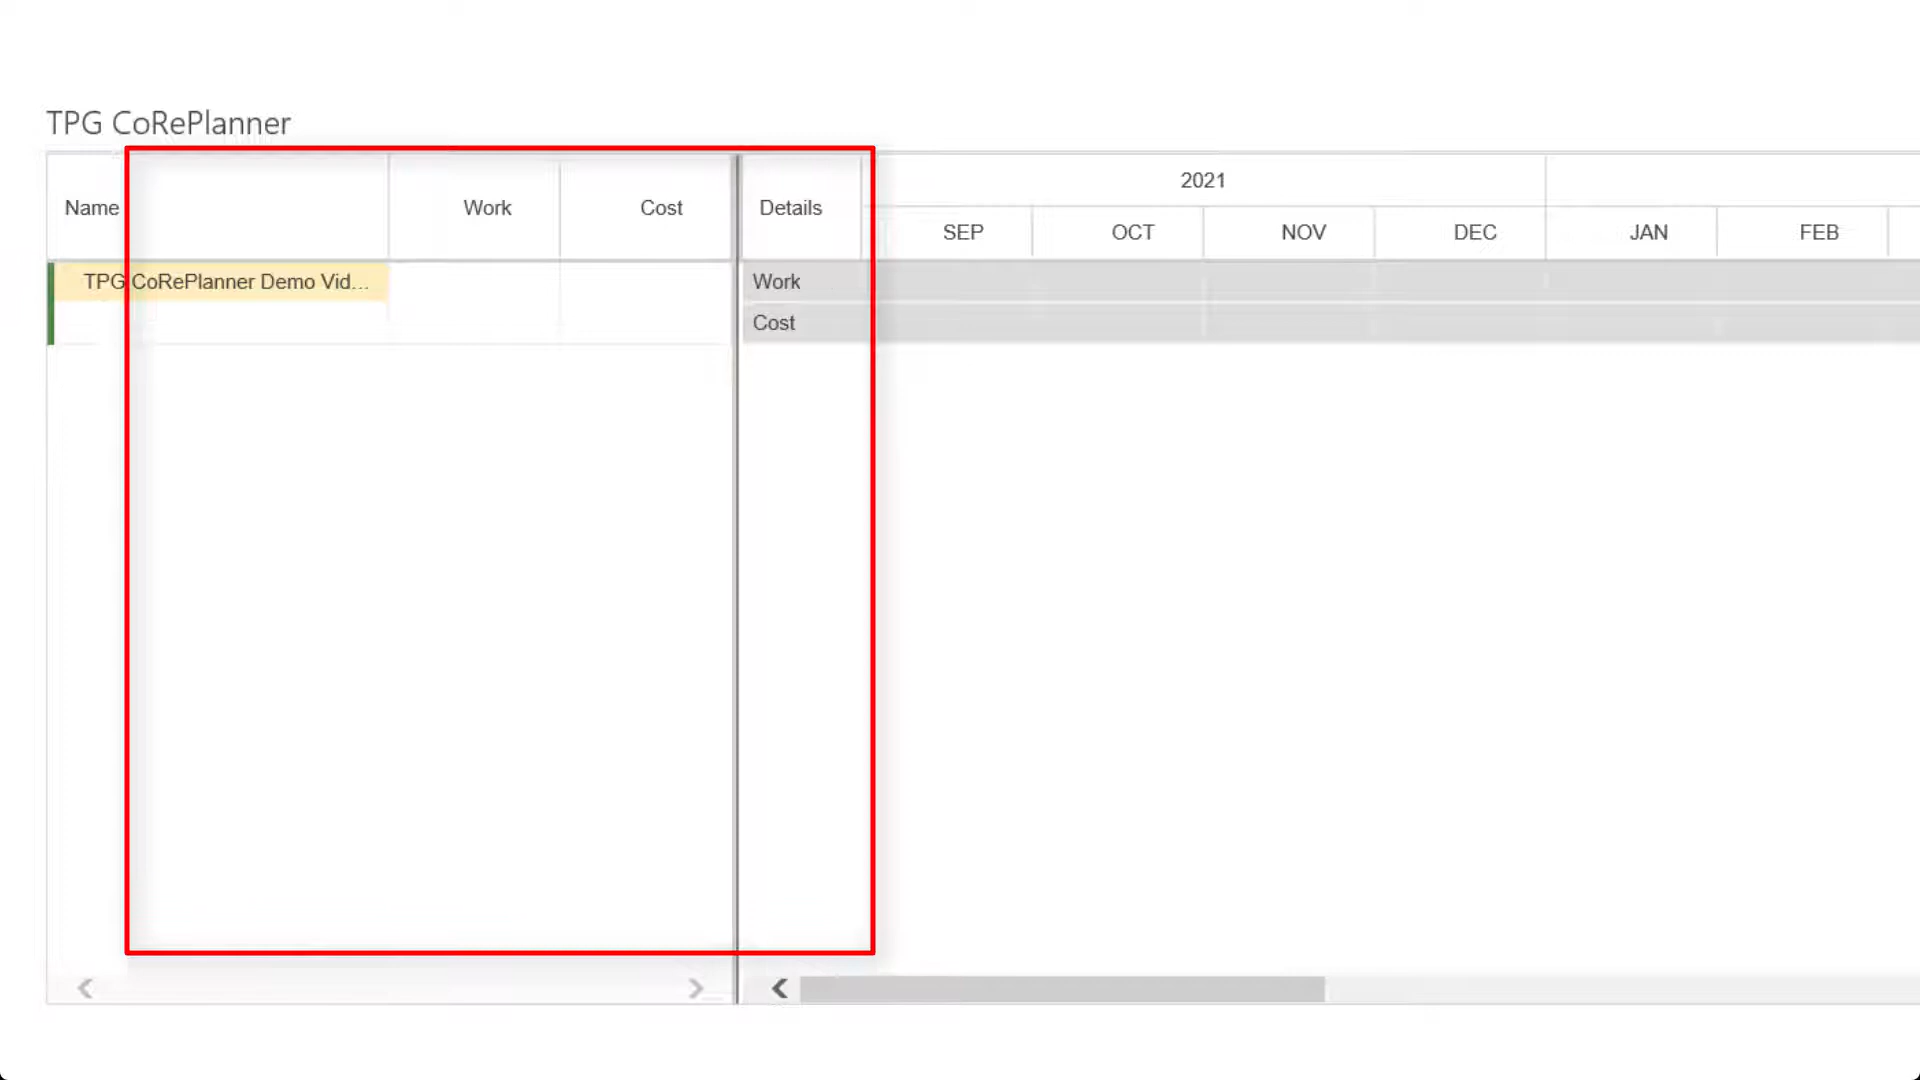 TPG CoRePlanner
Name Work Cost Details
2021
SEP OCT NOV DEC JAN FEB
TPG CoRePlanner Demo Vid...
Work
Cost